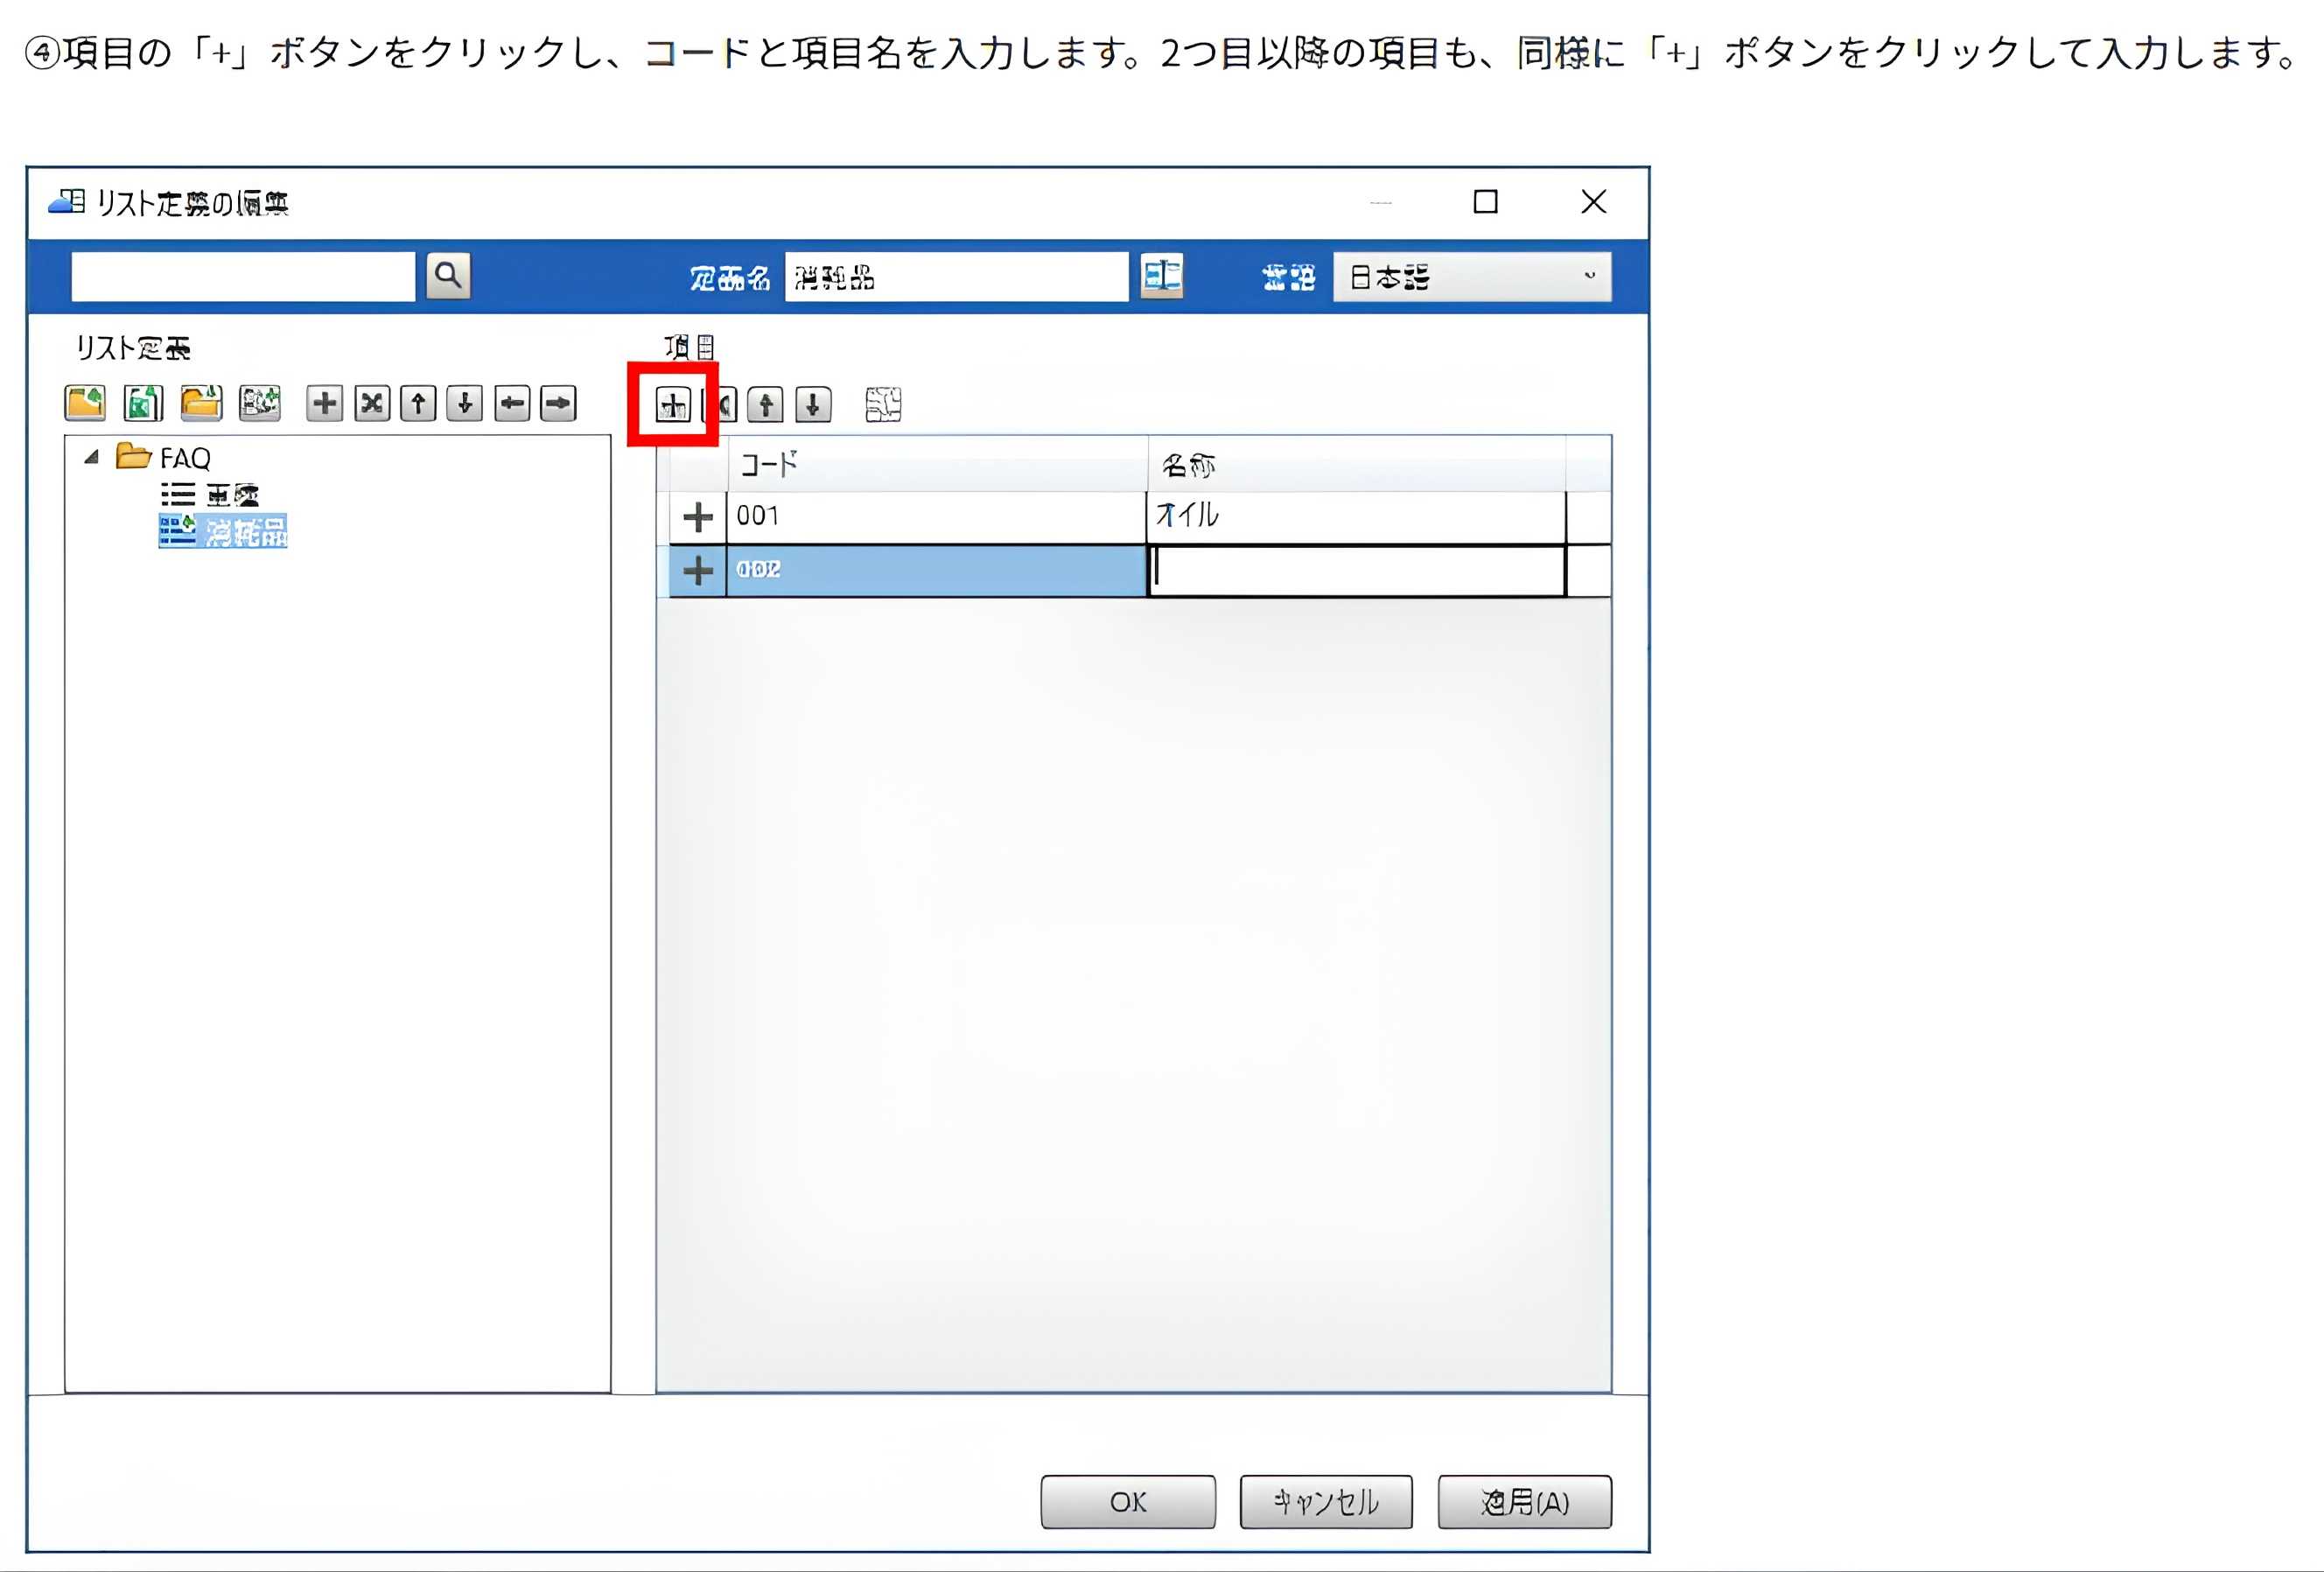 ④項目の「+」ボタンをクリックし、コードと項目名を入力します。2つ目以降の項目も、同様に「+」ボタンをクリックして入力します。
リスト定義の編集
定義名 消耗品 言語 日本語
リスト定義 項目
FAQ
消耗品
コード 名称
001 オイル
002
OK キャンセル 適用(A)